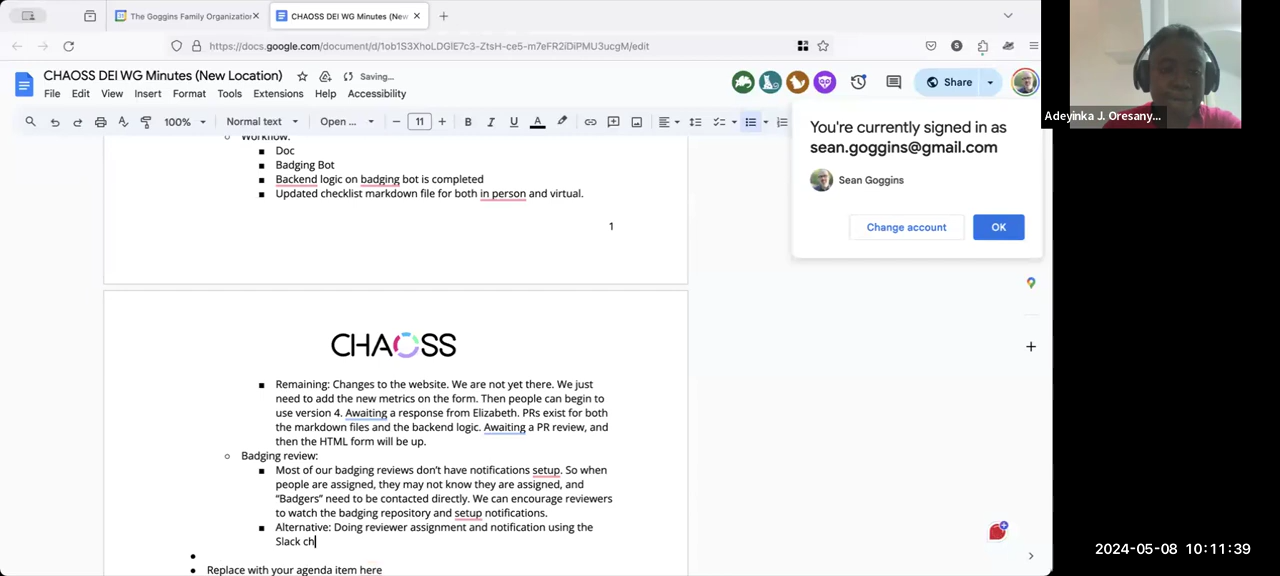 The Goggins Family Organization
CHAOSS DEI WG Minutes (New
https://docs.google.com/document/d/1ob1S3XhoLDGlE7c3-ZtsH-ce5-m7eFR2iDiPMU3ucgM/edit
CHAOSS DEI WG Minutes (New Location)
Saving...
File Edit View Insert Format Tools Extensions Help Accessibility
Share
100%
Normal text
Open ...
11
Adeyinka J. Oresany...
You're currently signed in as
sean.goggins@gmail.com
Sean Goggins
Change account
OK
Workflow:
Doc
Badging Bot
Backend logic on badging bot is completed
Updated checklist markdown file for both in person and virtual.
1
CHAOSS
Remaining: Changes to the website. We are not yet there. We just
need to add the new metrics on the form. Then people can begin to
use version 4. Awaiting a response from Elizabeth. PRs exist for both
the markdown files and the backend logic. Awaiting a PR review, and
then the HTML form will be up.
Badging review:
Most of our badging reviews don't have notifications setup. So when
people are assigned, they may not know they are assigned, and
“Badgers” need to be contacted directly. We can encourage reviewers
to watch the badging repository and setup notifications.
Alternative: Doing reviewer assignment and notification using the
Slack ch
Replace with your agenda item here
2024-05-08 10:11:39